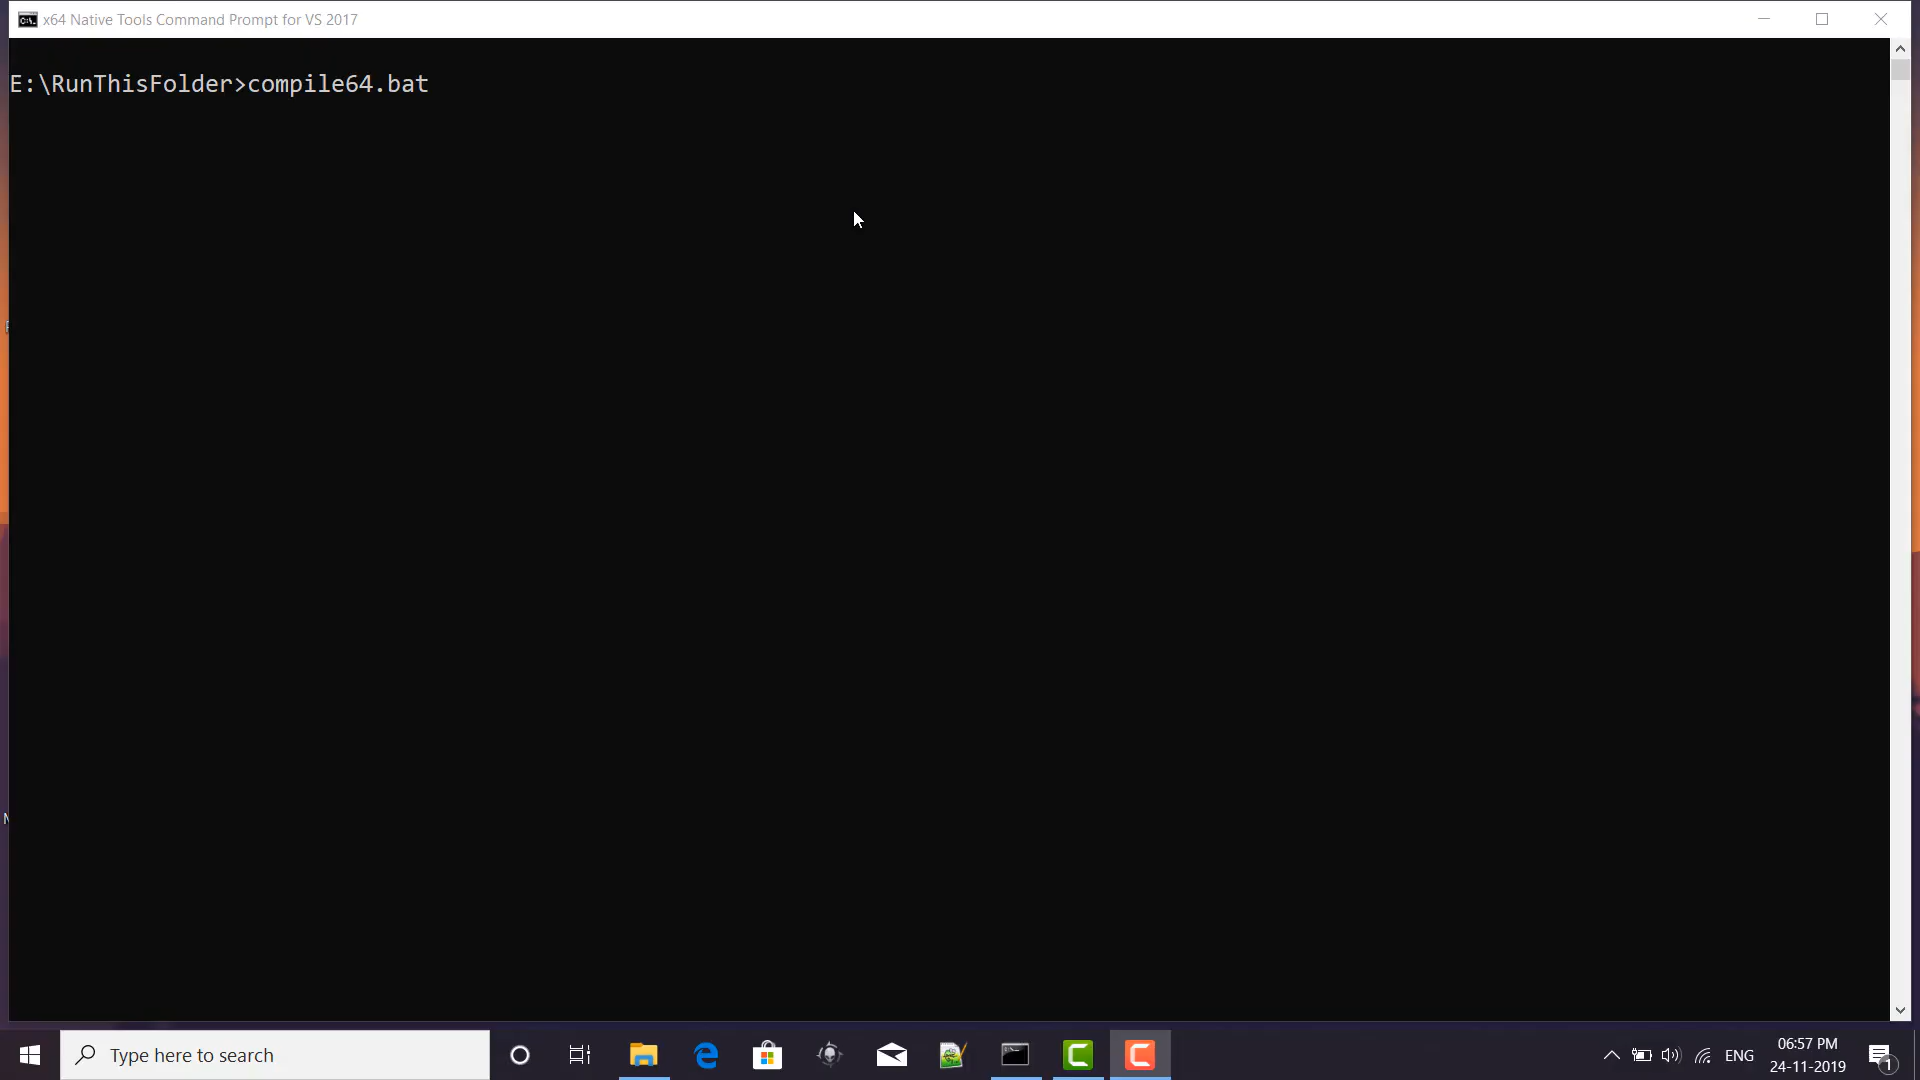 x64 Native Tools Command Prompt for VS 2017
E:\RunThisFolder>compile64.bat
Type here to search
ENG
06:57 PM
24-11-2019
1